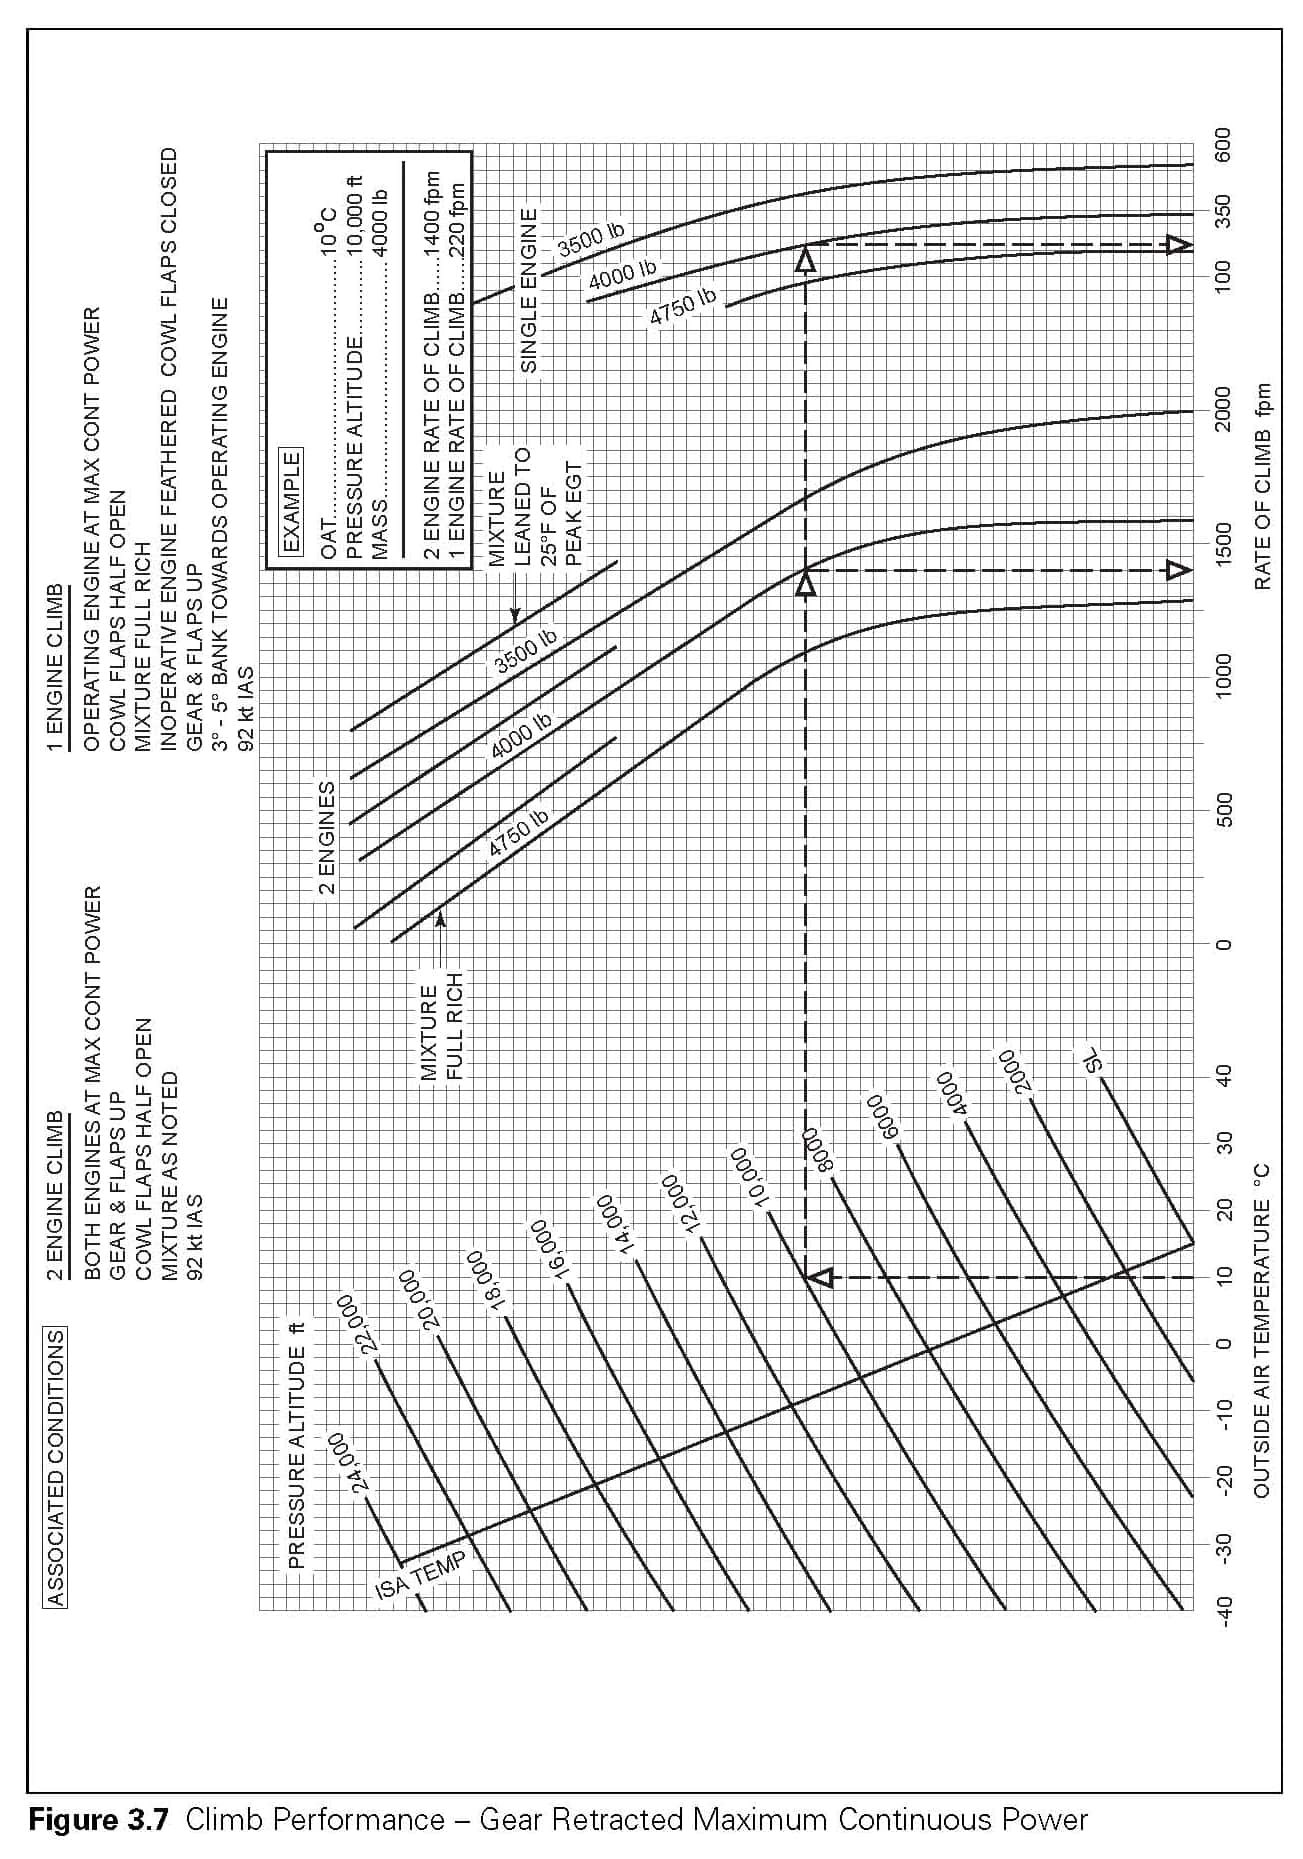 ASSOCIATED CONDITIONS
2 ENGINE CLIMB
BOTH ENGINES AT MAX CONT POWER
GEAR & FLAPS UP
COWL FLAPS HALF OPEN
MIXTURE AS NOTED
92 kt IAS
1 ENGINE CLIMB
OPERATING ENGINE AT MAX CONT POWER
COWL FLAPS HALF OPEN
MIXTURE FULL RICH
INOPERATIVE ENGINE FEATHERED COWL FLAPS CLOSED
GEAR & FLAPS UP
3° - 5° BANK TOWARDS OPERATING ENGINE
92 kt IAS
EXAMPLE
OAT..............................10°C
PRESSURE ALTITUDE...........10,000 ft
MASS..............................4000 lb
2 ENGINE RATE OF CLIMB.....1400 fpm
1 ENGINE RATE OF CLIMB.....220 fpm
PRESSURE ALTITUDE ft
24,000
22,000
20,000
18,000
16,000
14,000
12,000
10,000
8000
6000
4000
2000
SL
ISA TEMP
2 ENGINES
MIXTURE
FULL RICH
MIXTURE
LEANED TO
25°F OF
PEAK EGT
3500 lb
4000 lb
4750 lb
SINGLE ENGINE
3500 lb
4000 lb
4750 lb
-40
-30
-20
-10
0
10
20
30
40
0
500
1000
1500
2000
100
350
600
OUTSIDE AIR TEMPERATURE °C
RATE OF CLIMB fpm
Figure 3.7 Climb Performance – Gear Retracted Maximum Continuous Power